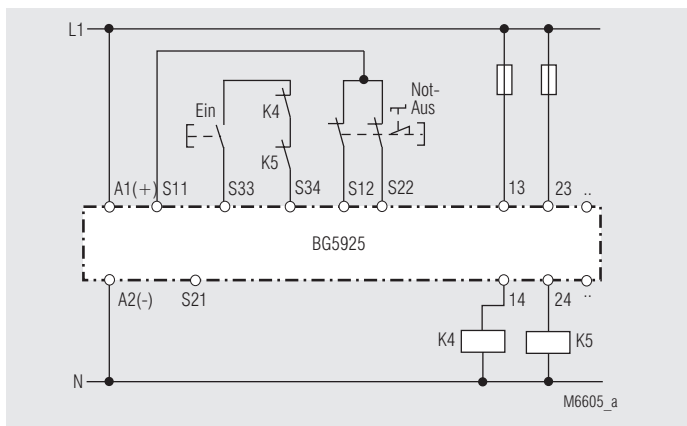 L1
Not-
Aus
Ein
K4
K5
A1(+) S11 S33 S34 S12 S22 13 23 ..
BG5925
A2(-) S21 14 24 ..
K4 K5
N
M6605_a